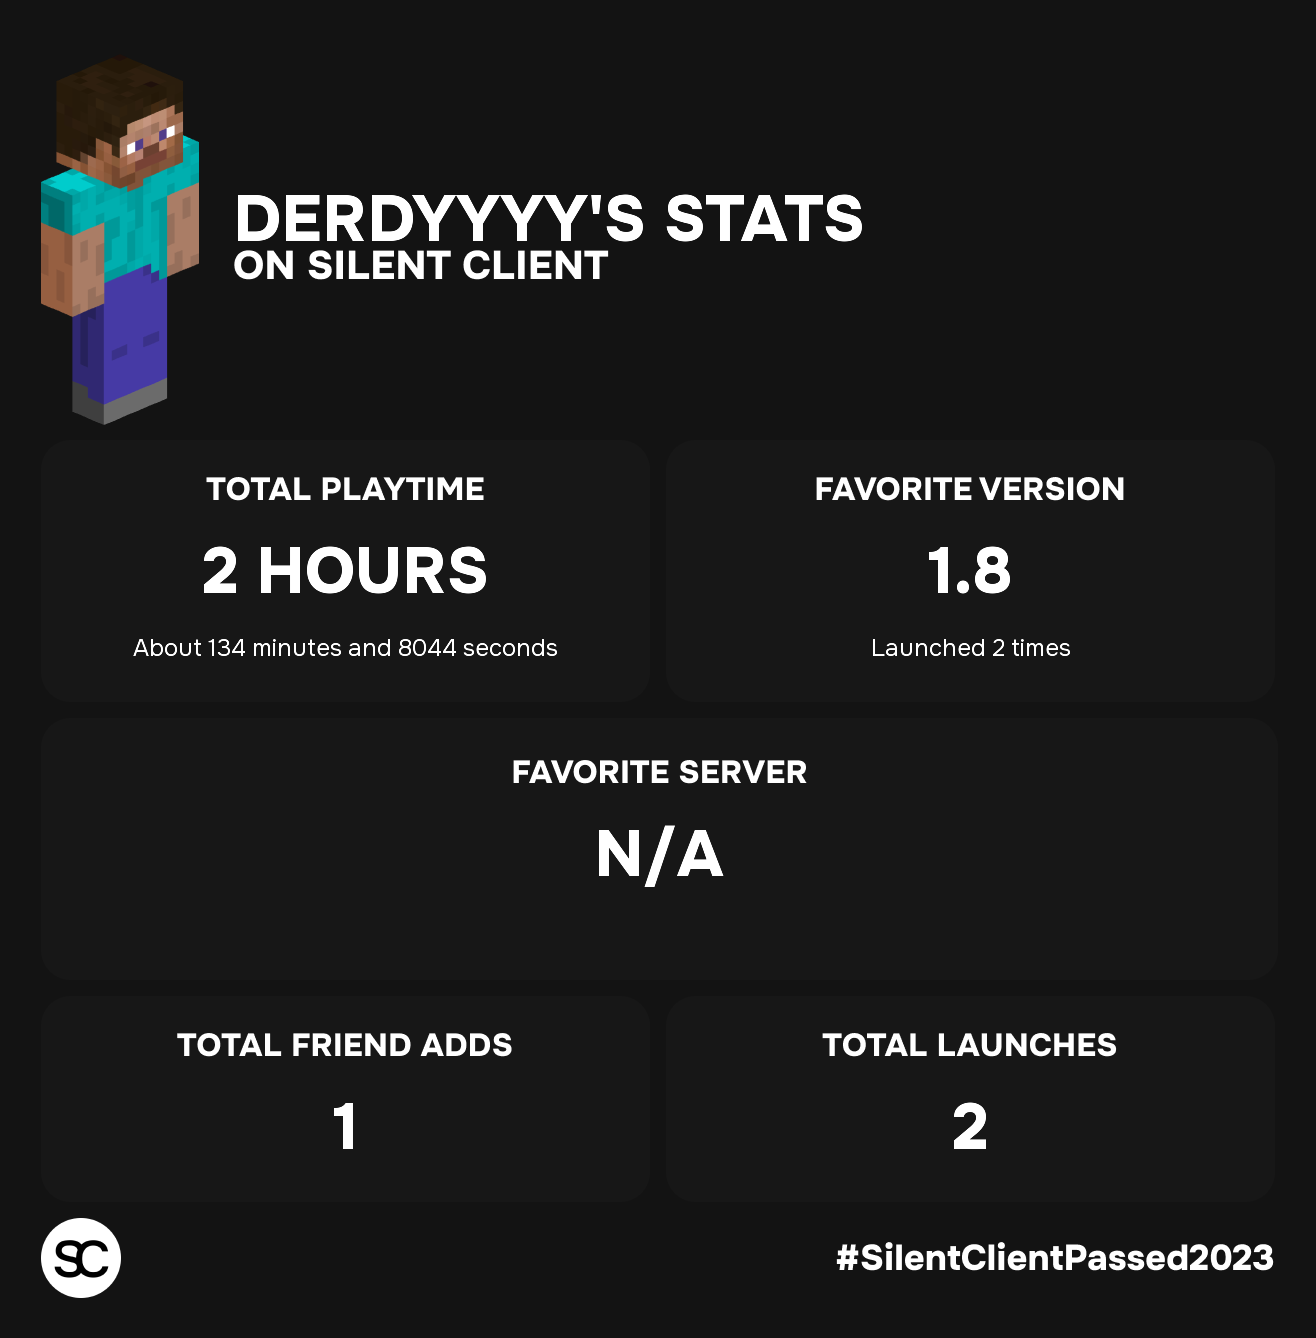 DERDYYYY'S STATS
ON SILENT CLIENT
TOTAL PLAYTIME
2 HOURS
About 134 minutes and 8044 seconds
FAVORITE VERSION
1.8
Launched 2 times
FAVORITE SERVER
N/A
TOTAL FRIEND ADDS
1
TOTAL LAUNCHES
2
SC
#SilentClientPassed2023